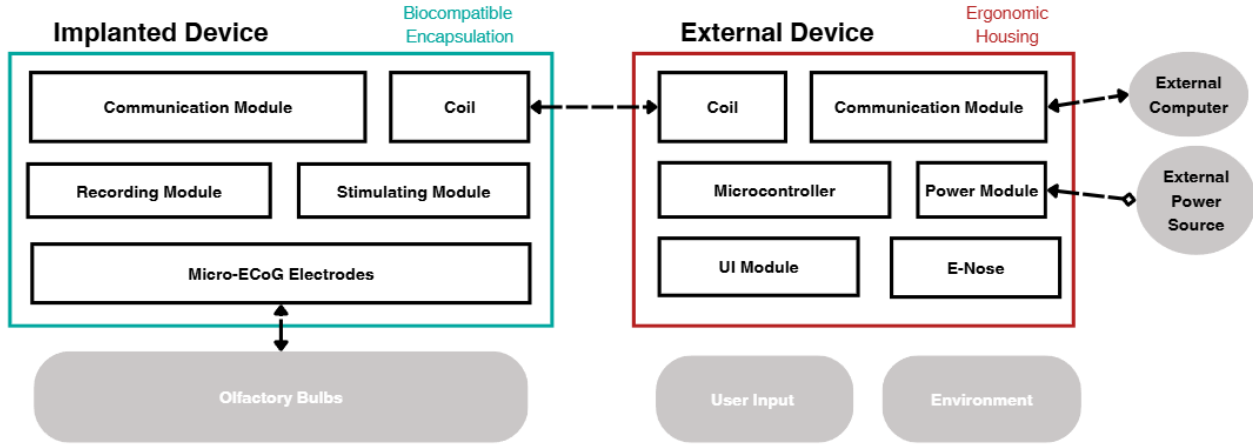 Implanted Device
Biocompatible
Encapsulation
Communication Module
Coil
Recording Module
Stimulating Module
Micro-ECoG Electrodes
Olfactory Bulbs
External Device
Ergonomic
Housing
Coil
Communication Module
Microcontroller
Power Module
UI Module
E-Nose
User Input
Environment
External
Computer
External
Power
Source